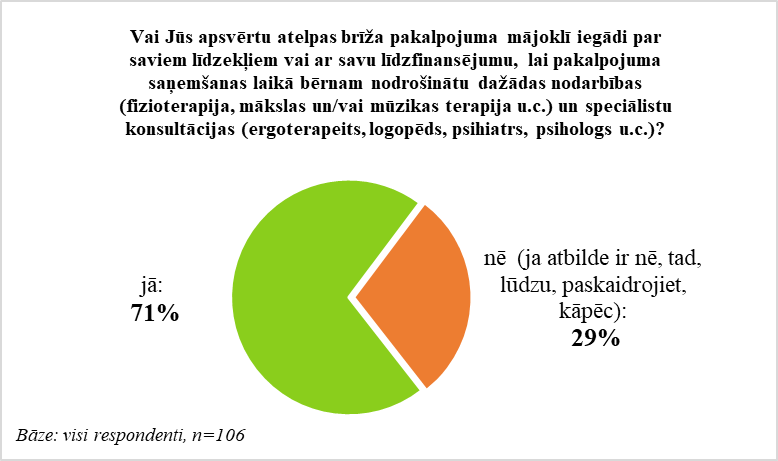 Vai Jūs apsvērtu atelpas brīža pakalpojuma mājoklī iegādi par
saviem līdzekļiem vai ar savu līdzfinansējumu, lai pakalpojuma
saņemšanas laikā bērnam nodrošinātu dažādas nodarbības
(fizioterapija, mākslas un/vai mūzikas terapija u.c.) un speciālistu
konsultācijas (ergoterapeits, logopēds, psihiatrs, psihologs u.c.)?
jā:
71%
nē (ja atbilde ir nē, tad,
lūdzu, paskaidrojiet,
kāpēc):
29%
Bāze: visi respondenti, n=106